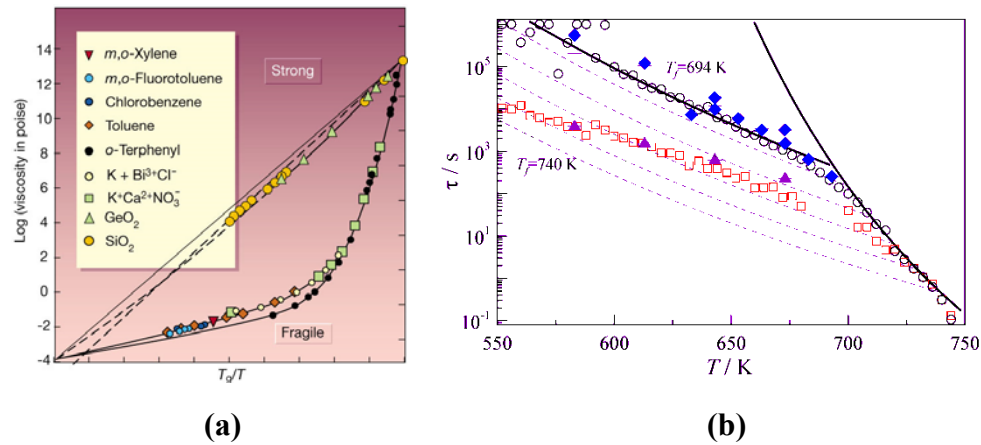 14
12
10
8
6
4
2
0
-2
-4
Log (viscosity in poise)
m,o-Xylene
m,o-Fluorotoluene
Chlorobenzene
Toluene
o-Terphenyl
K + Bi³⁺Cl⁻
K⁺Ca²⁺NO₃⁻
GeO₂
SiO₂
Strong
Fragile
T_g/T
(a)
10⁵
10³
10¹
10⁻¹
τ / s
T_f=694 K
T_f=740 K
550 600 650 700 750
T / K
(b)